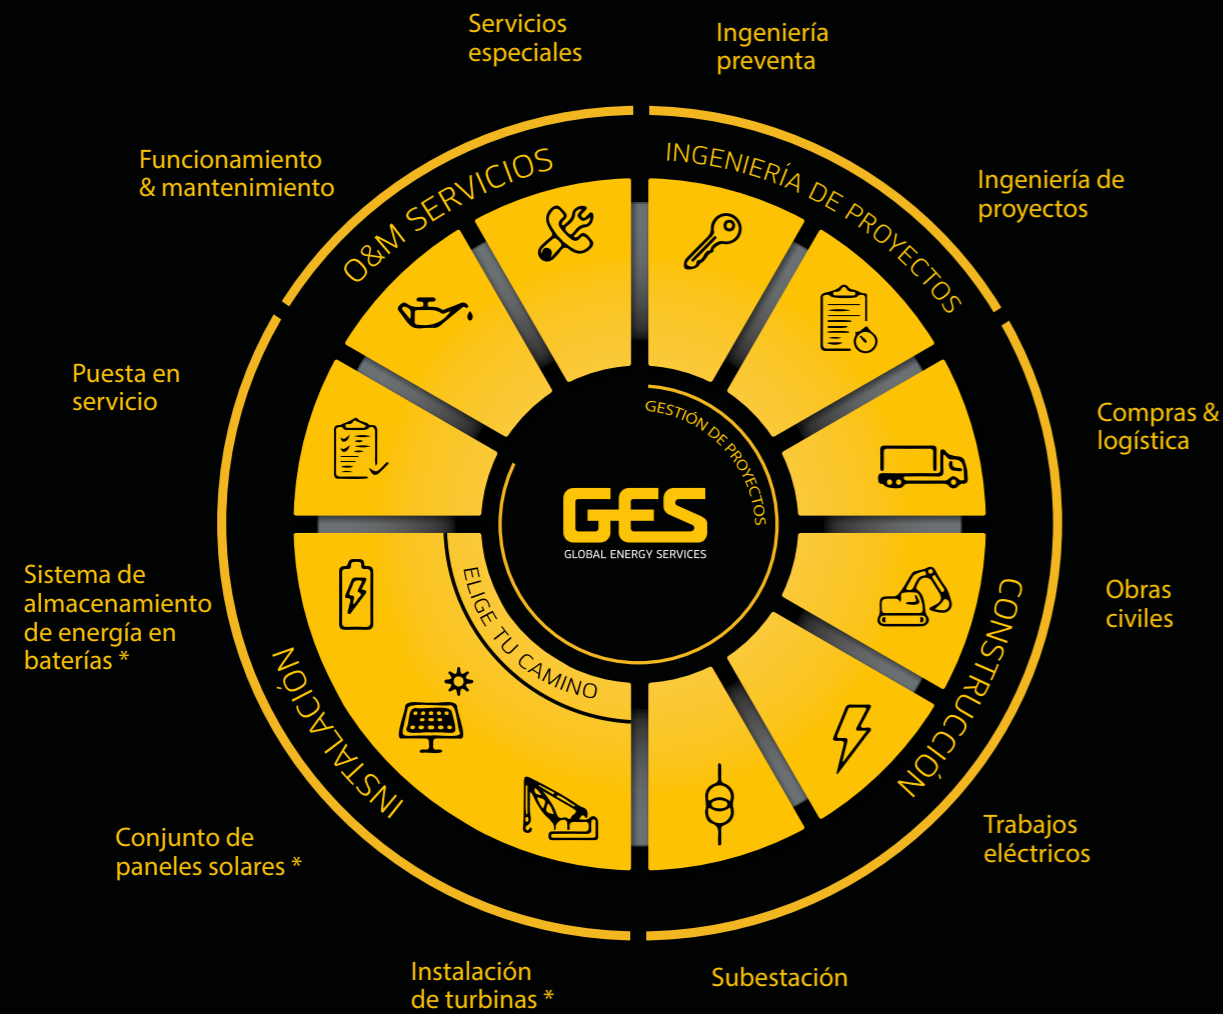 Servicios
especiales
Ingeniería
preventa
Funcionamiento
& mantenimiento
O&M SERVICIOS
INGENIERÍA DE PROYECTOS
Ingeniería de
proyectos
Puesta en
servicio
GESTIÓN DE PROYECTOS
Compras &
logística
GES
GLOBAL ENERGY SERVICES
Sistema de
almacenamiento
de energía en
baterías *
ELIGE TU CAMINO
Obras
civiles
INSTALACIÓN
CONSTRUCCIÓN
Conjunto de
paneles solares *
Trabajos
eléctricos
Instalación
de turbinas *
Subestación